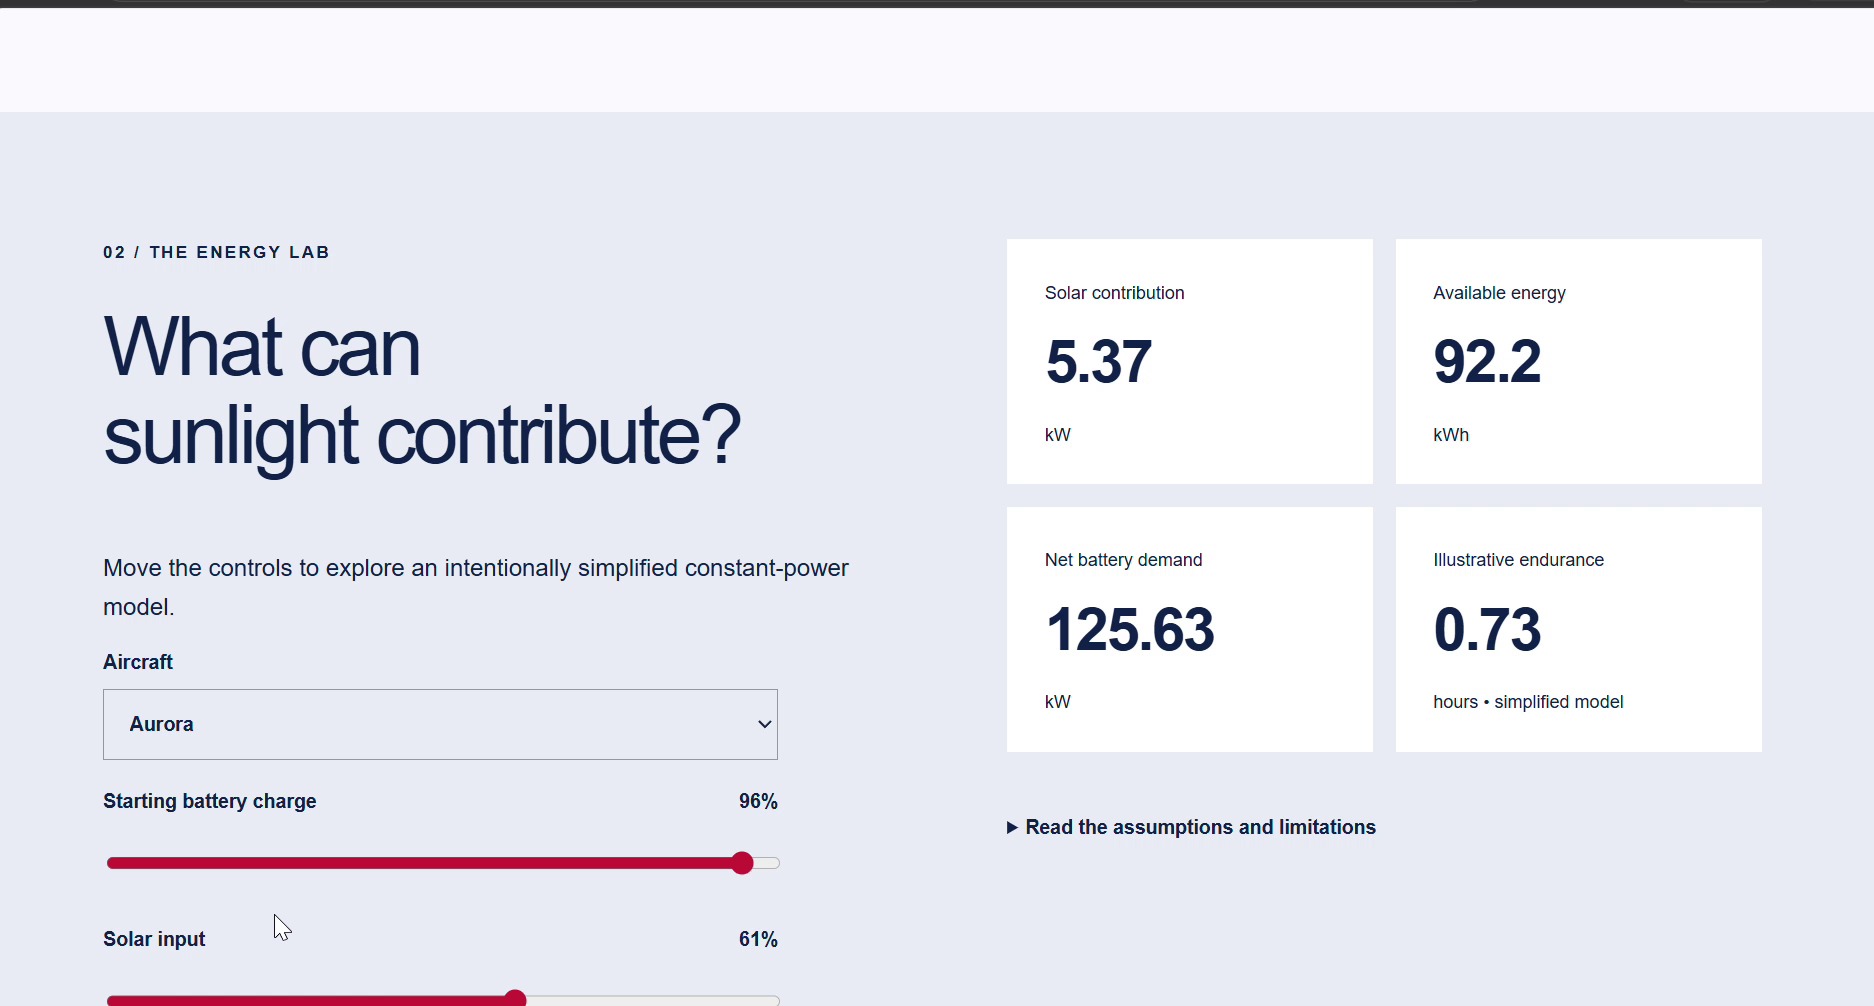 02 / THE ENERGY LAB
What can
sunlight contribute?
Move the controls to explore an intentionally simplified constant-power
model.
Aircraft
Aurora
Starting battery charge 96%
Solar input 61%
Solar contribution
5.37
kW
Available energy
92.2
kWh
Net battery demand
125.63
kW
Illustrative endurance
0.73
hours • simplified model
Read the assumptions and limitations